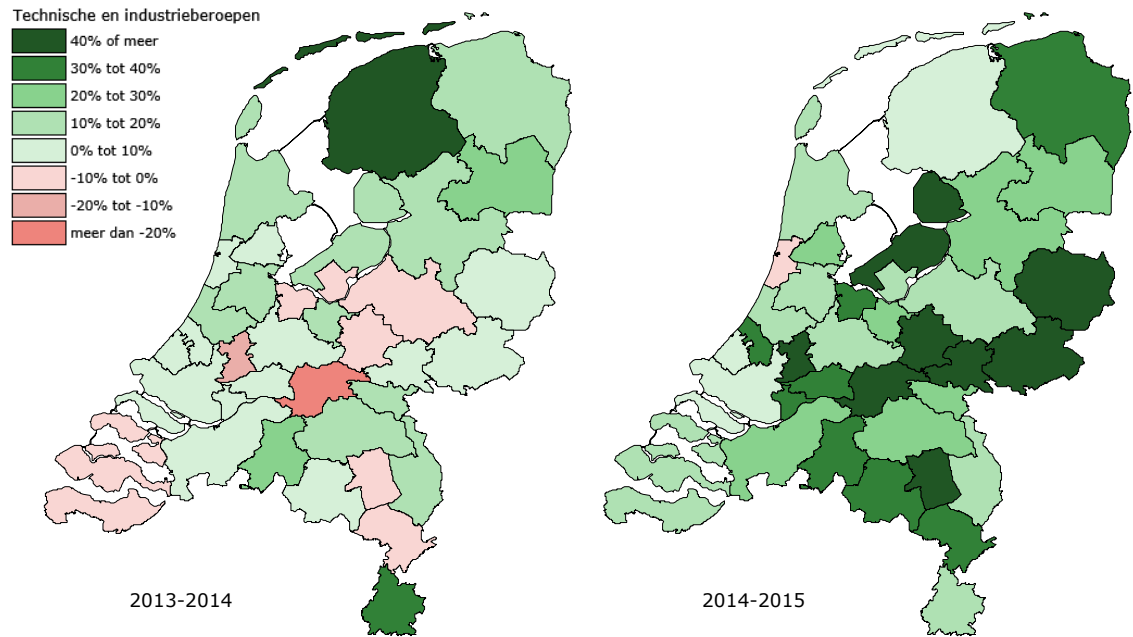 Technische en industrieberoepen
40% of meer
30% tot 40%
20% tot 30%
10% tot 20%
0% tot 10%
-10% tot 0%
-20% tot -10%
meer dan -20%
2013-2014
2014-2015